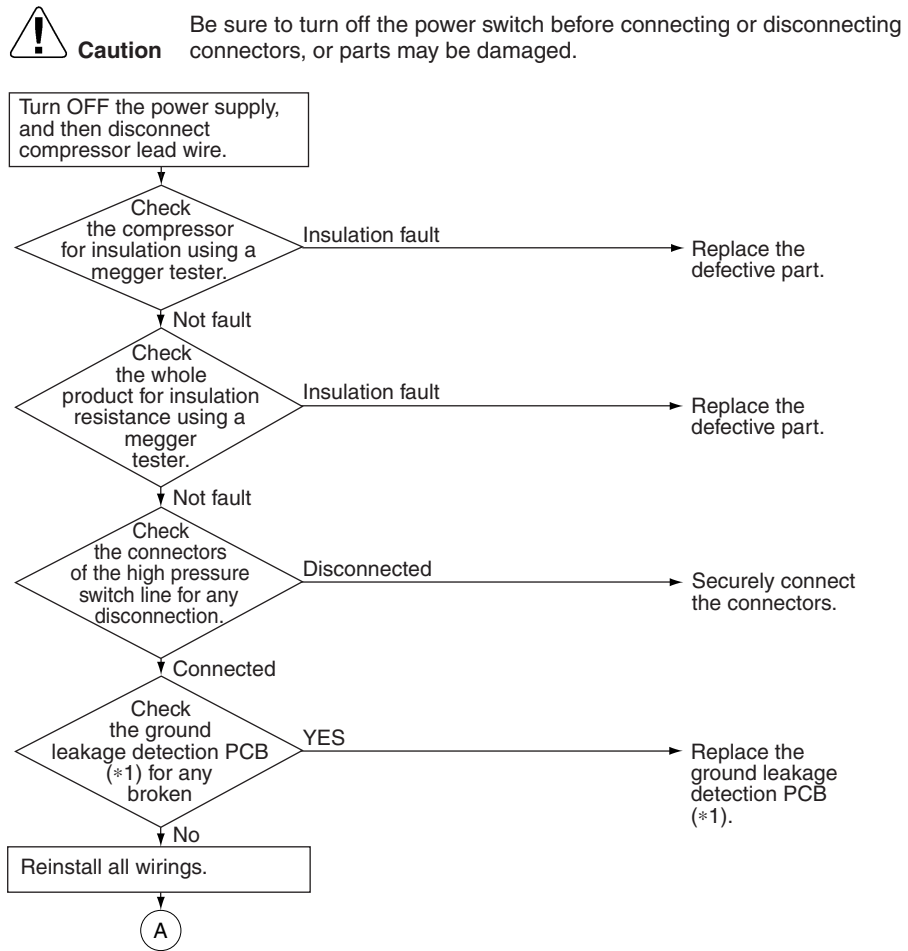 Be sure to turn off the power switch before connecting or disconnecting
Caution connectors, or parts may be damaged.
Turn OFF the power supply,
and then disconnect
compressor lead wire.
Check
the compressor
for insulation using a
megger tester.
Insulation fault
Replace the
defective part.
Not fault
Check
the whole
product for insulation
resistance using a
megger
tester.
Insulation fault
Replace the
defective part.
Not fault
Check
the connectors
of the high pressure
switch line for any
disconnection.
Disconnected
Securely connect
the connectors.
Connected
Check
the ground
leakage detection PCB
(*1) for any
broken
YES
Replace the
ground leakage
detection PCB
(*1).
No
Reinstall all wirings.
A